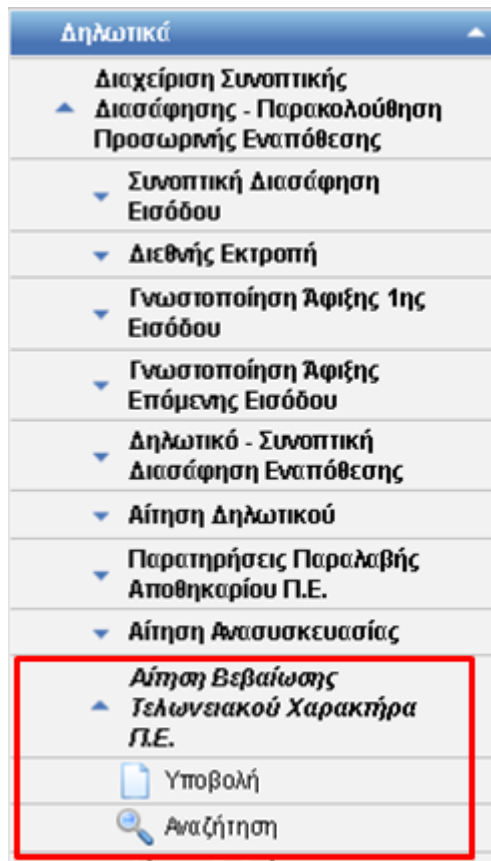 Δηλωτικά
Διαχείριση Συνοπτικής
Διασάφησης - Παρακολούθηση
Προσωρινής Εναπόθεσης
Συνοπτική Διασάφηση
Εισόδου
Διεθνής Εκτροπή
Γνωστοποίηση Άφιξης 1ης
Εισόδου
Γνωστοποίηση Άφιξης
Επόμενης Εισόδου
Δηλωτικό - Συνοπτική
Διασάφηση Εναπόθεσης
Αίτηση Δηλωτικού
Παρατηρήσεις Παραλαβής
Αποθηκαρίου Π.Ε.
Αίτηση Ανασυσκευασίας
Αίτηση Βεβαίωσης
Τελωνειακού Χαρακτήρα
Π.Ε.
Υποβολή
Αναζήτηση